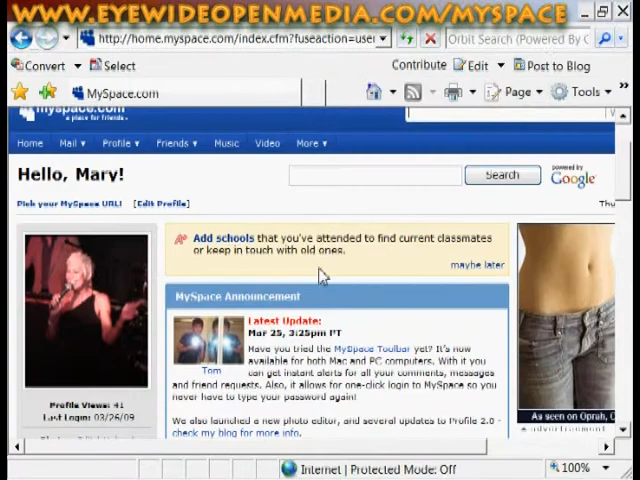 WWW.EYEWIDEOPENMEDIA.COM/MYSPACE
http://home.myspace.com/index.cfm?fuseaction=user
Orbit Search (Powered By G
Convert
Select
Contribute
Edit
Post to Blog
MySpace.com
Page
Tools
myspace.com
a place for friends
Home
Mail
Profile
Friends
Music
Video
More
Hello, Mary!
Search
powered by
Google
Pick your MySpace URL!
[Edit Profile]
Thu
Add schools that you've attended to find current classmates
or keep in touch with old ones.
maybe later
MySpace Announcement
Latest Update:
Mar 25, 3:25pm PT
Have you tried the MySpace Toolbar yet? It's now
available for both Mac and PC computers. With it you
can get instant alerts for all your comments, messages
Tom
and friend requests. Also, it allows for one-click login to MySpace so you
never have to type your password again!
We also launched a new photo editor, and several updates to Profile 2.0 -
check my blog for more info.
Profile Views: 41
Last Login: 03/26/09
As seen on Oprah, C
advertisement
Internet | Protected Mode: Off
100%